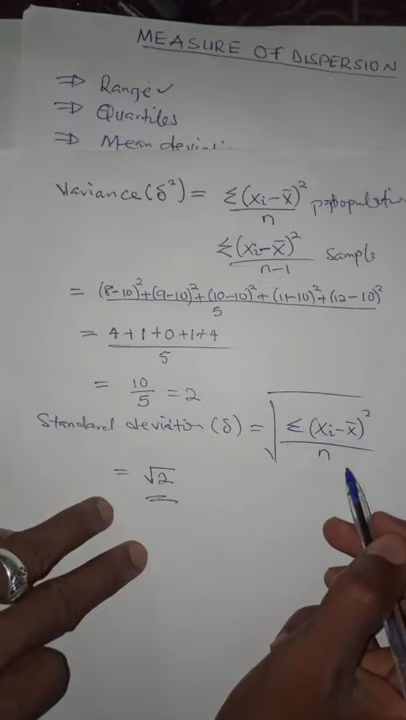 MEASURE OF DISPERSION
⇒ Range ✓
⇒ Quartiles
⇒ Mean devi
Variance (δ²) = Σ(xi-x̄)²/n population
Σ(xi-x̄)²/n-1 sample
= (8-10)²+(9-10)²+(10-10)²+(11-10)²+(12-10)²/5
= 4+1+0+1+4/5
= 10/5 = 2
Standard deviation (δ) = √Σ(xi-x̄)²/n
= √2